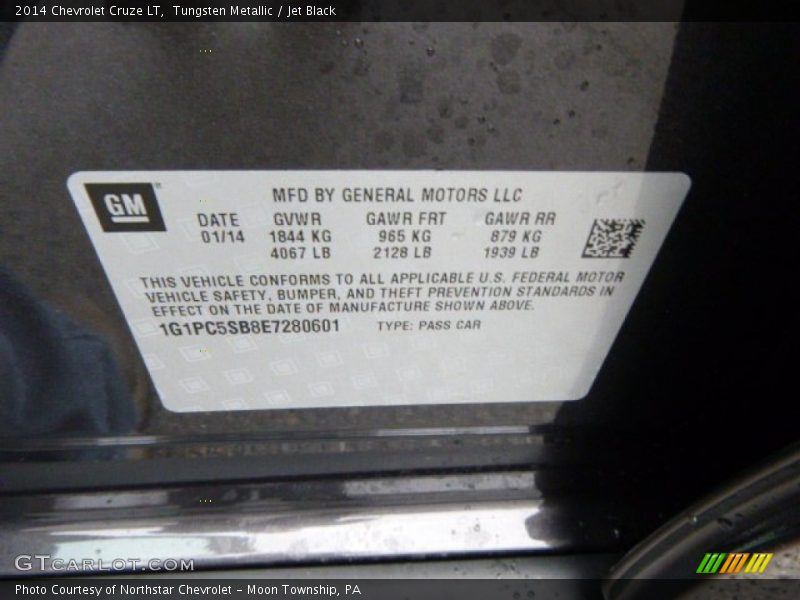 2014 Chevrolet Cruze LT,  Tungsten Metallic / Jet Black
GM
MFD BY GENERAL MOTORS LLC
DATE GVWR GAWR FRT GAWR RR
01/14 1844 KG 965 KG 879 KG
4067 LB 2128 LB 1939 LB
THIS VEHICLE CONFORMS TO ALL APPLICABLE U.S. FEDERAL MOTOR
VEHICLE SAFETY, BUMPER, AND THEFT PREVENTION STANDARDS IN
EFFECT ON THE DATE OF MANUFACTURE SHOWN ABOVE.
1G1PC5SB8E7280601 TYPE: PASS CAR
GTCARLOT.COM
Photo Courtesy of Northstar Chevrolet - Moon Township, PA